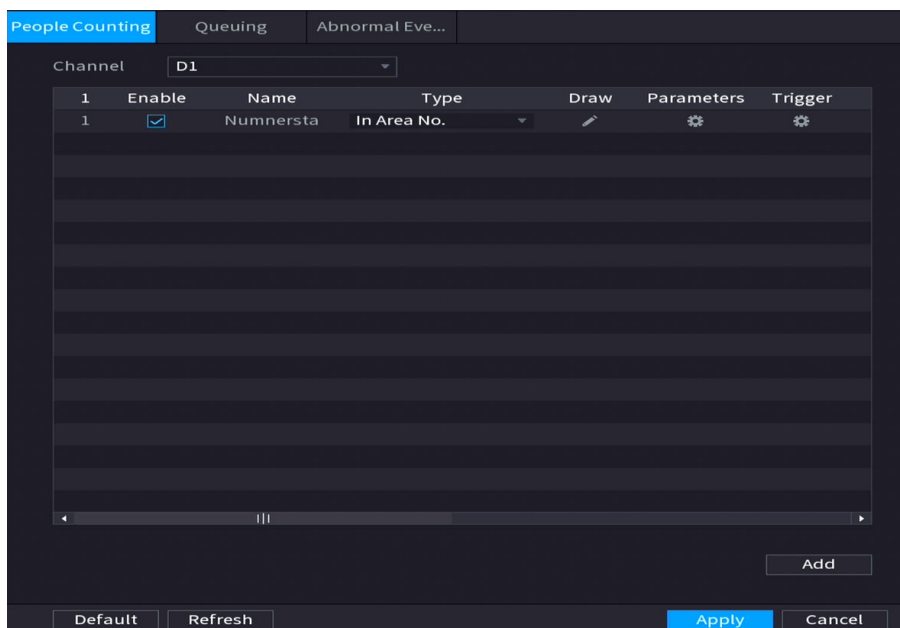 People Counting Queuing Abnormal Eve...
Channel D1
1 Enable Name Type Draw Parameters Trigger
1 Numnersta In Area No.
Add
Default Refresh Apply Cancel